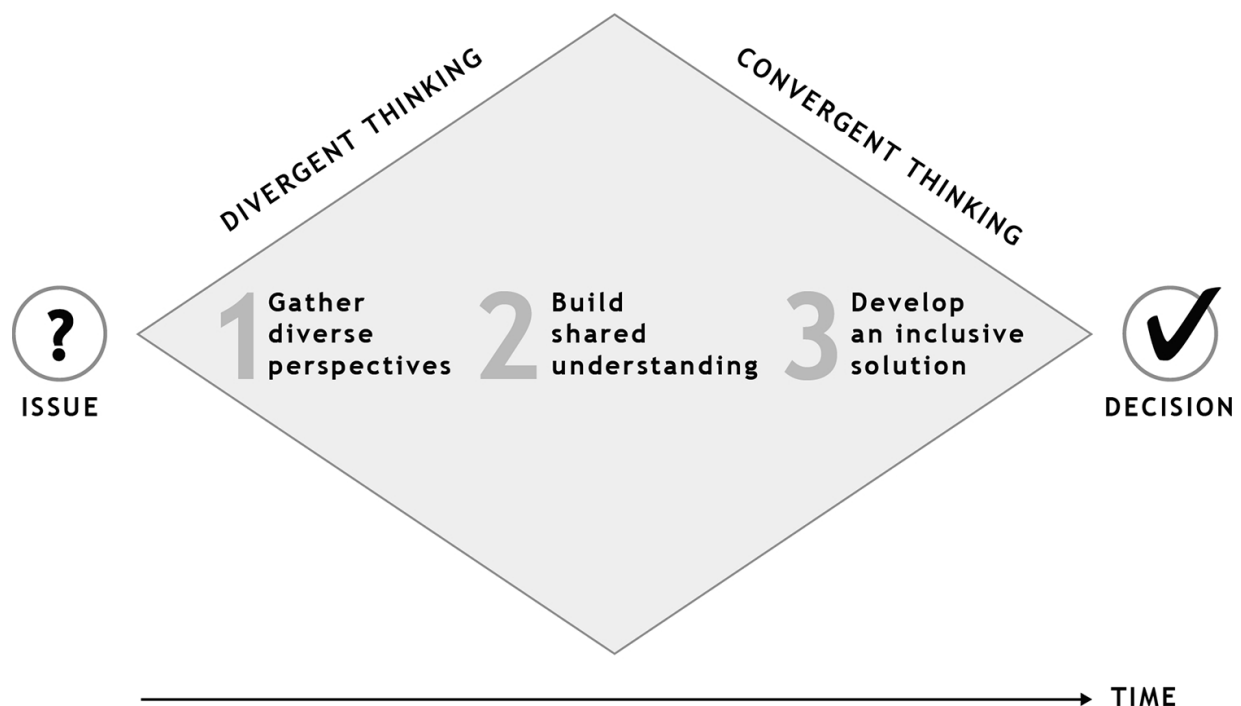 DIVERGENT THINKING
CONVERGENT THINKING
?
ISSUE
1
Gather
diverse
perspectives
2
Build
shared
understanding
3
Develop
an inclusive
solution
DECISION
TIME